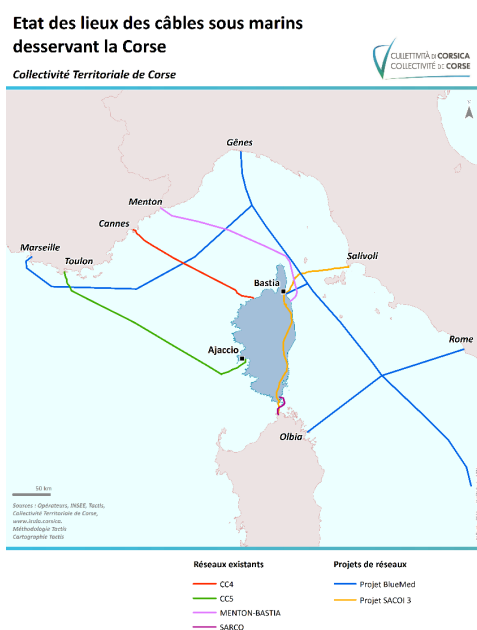 Etat des lieux des câbles sous marins
desservant la Corse
Collectivité Territoriale de Corse
CULLETTIVITÀ DI CORSICA
COLLECTIVITÉ DE CORSE
N
Gênes
Menton
Cannes
Marseille
Toulon
Salivoli
Bastia
Ajaccio
Rome
Olbia
50 km
Sources : Opérateurs, INSEE, Tactis,
Collectivité Territoriale de Corse,
www.isula.corsica.
Méthodologie Tactis
Cartographie Tactis
Réseaux existants
CC4
CC5
MENTON-BASTIA
SARCO
Projets de réseaux
Projet BlueMed
Projet SACOI 3